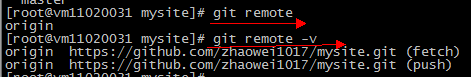 master
[root@vm11020031 mysite]# git remote
origin
[root@vm11020031 mysite]# git remote -v
origin  https://github.com/zhaowei1017/mysite.git (fetch)
origin  https://github.com/zhaowei1017/mysite.git (push)